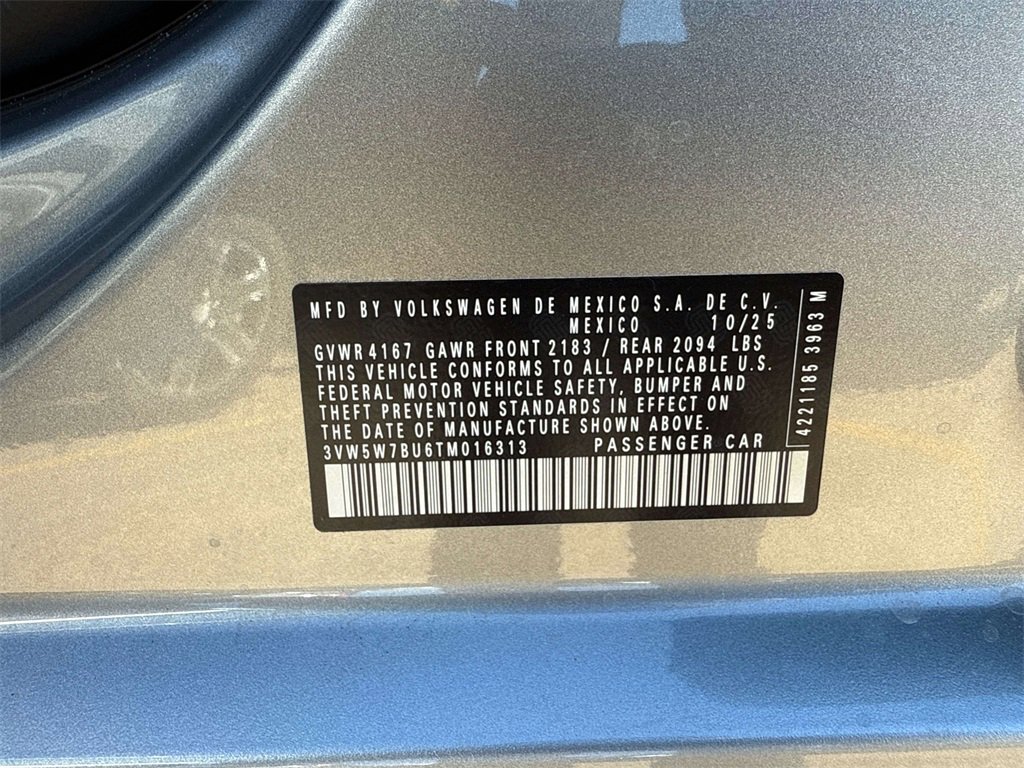 MFD BY VOLKSWAGEN DE MEXICO S.A. DE C.V.
MEXICO 10/25
GVWR 4167 GAWR FRONT 2183 / REAR 2094 LBS
THIS VEHICLE CONFORMS TO ALL APPLICABLE U.S.
FEDERAL MOTOR VEHICLE SAFETY, BUMPER AND
THEFT PREVENTION STANDARDS IN EFFECT ON
THE DATE OF MANUFACTURE SHOWN ABOVE.
3VW5W7BU6TM016313 PASSENGER CAR
4221185 3963 M